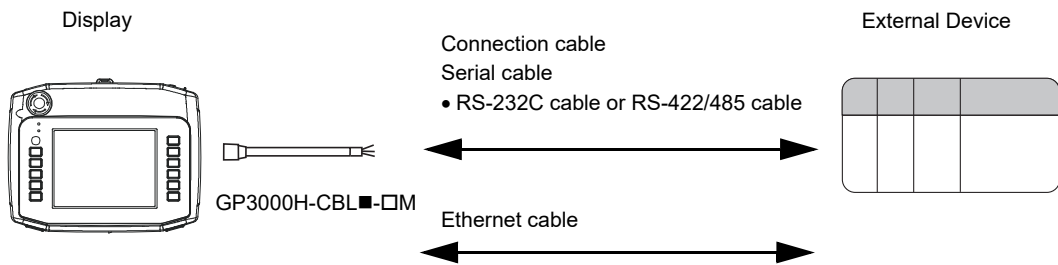 Display
External Device
Connection cable
Serial cable
• RS-232C cable or RS-422/485 cable
GP3000H-CBL■-□M
Ethernet cable